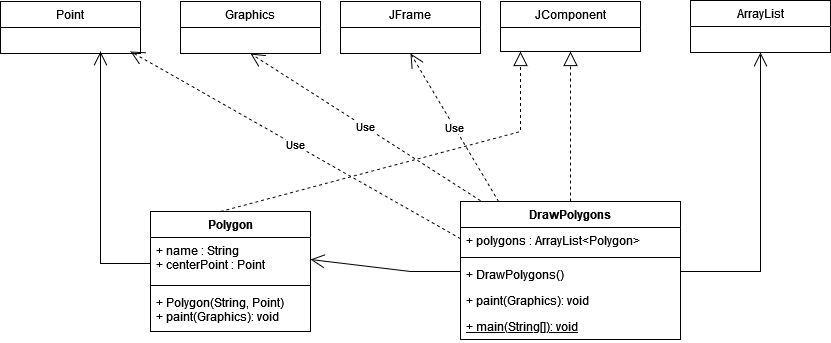 Point
Graphics
JFrame
JComponent
ArrayList
Use
Use
Use
Polygon
+ name : String
+ centerPoint : Point
+ Polygon(String, Point)
+ paint(Graphics): void
DrawPolygons
+ polygons : ArrayList<Polygon>
+ DrawPolygons()
+ paint(Graphics): void
+ main(String[]): void